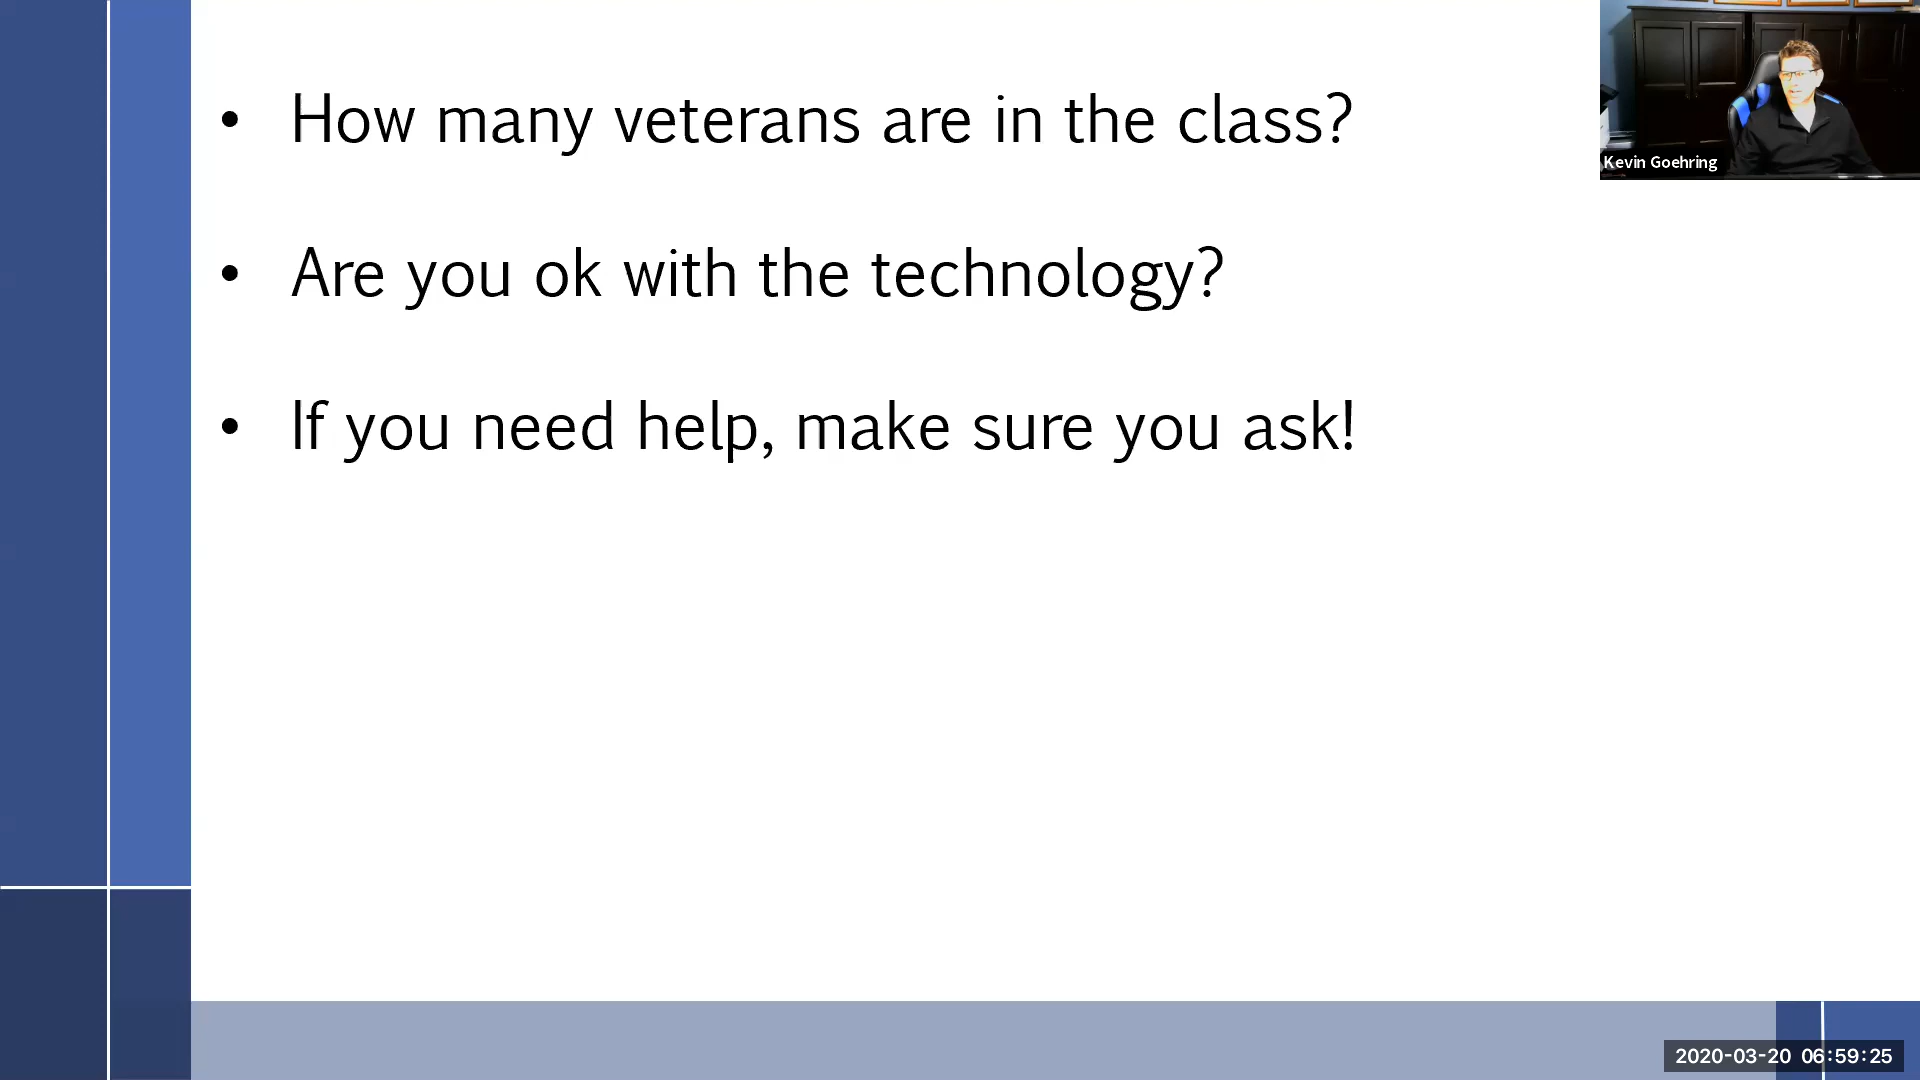 • How many veterans are in the class?
• Are you ok with the technology?
• If you need help, make sure you ask!
Kevin Goehring
2020-03-20 06:59:25